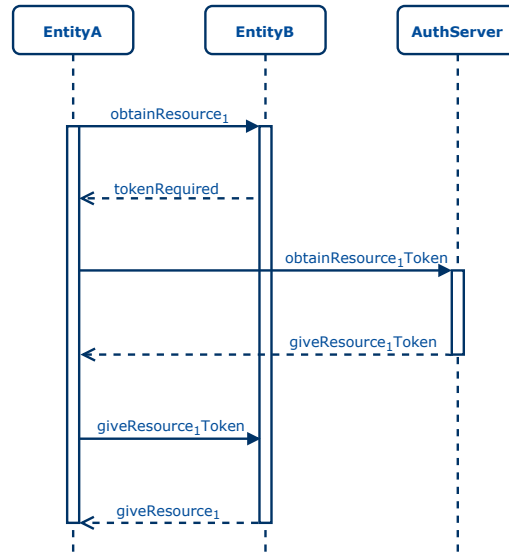 EntityA
EntityB
AuthServer
obtainResource₁
tokenRequired
obtainResource₁Token
giveResource₁Token
giveResource₁Token
giveResource₁